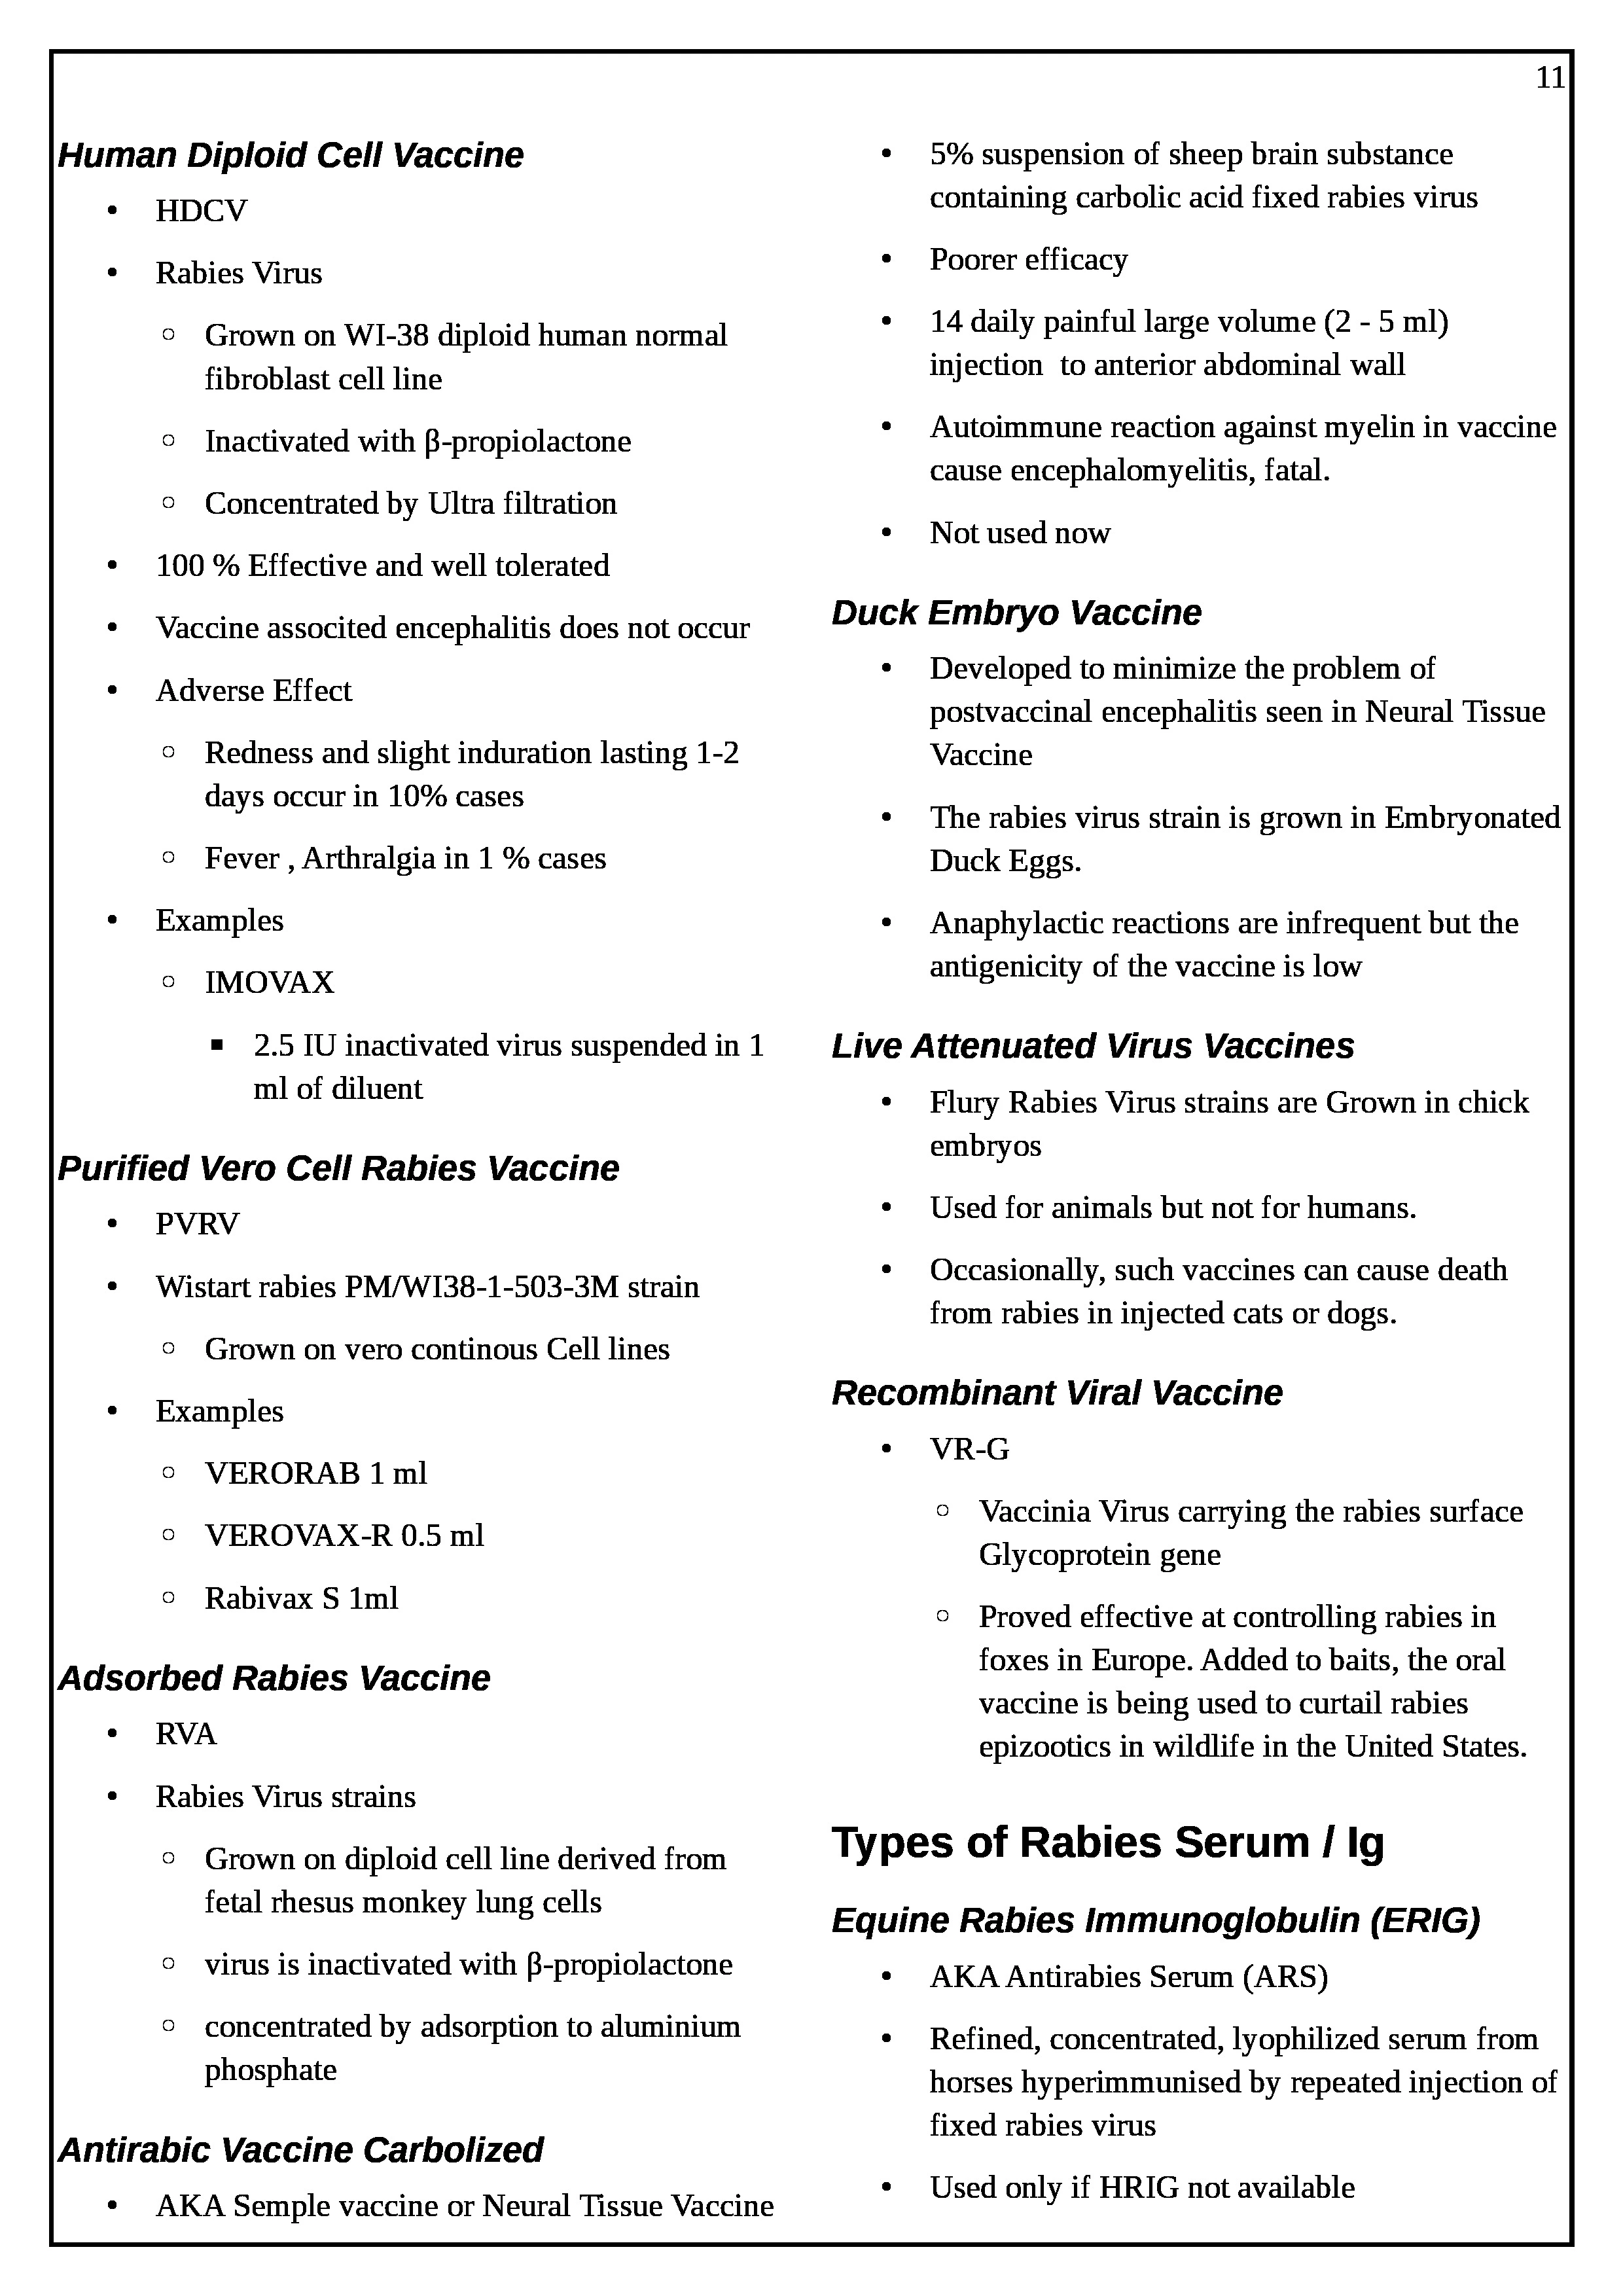 11
Human Diploid Cell Vaccine
• HDCV
• Rabies Virus
○ Grown on WI-38 diploid human normal
fibroblast cell line
○ Inactivated with β-propiolactone
○ Concentrated by Ultra filtration
• 100 % Effective and well tolerated
• Vaccine associted encephalitis does not occur
• Adverse Effect
○ Redness and slight induration lasting 1-2
days occur in 10% cases
○ Fever , Arthralgia in 1 % cases
• Examples
○ IMOVAX
▪ 2.5 IU inactivated virus suspended in 1
ml of diluent
Purified Vero Cell Rabies Vaccine
• PVRV
• Wistart rabies PM/WI38-1-503-3M strain
○ Grown on vero continous Cell lines
• Examples
○ VERORAB 1 ml
○ VEROVAX-R 0.5 ml
○ Rabivax S 1ml
Adsorbed Rabies Vaccine
• RVA
• Rabies Virus strains
○ Grown on diploid cell line derived from
fetal rhesus monkey lung cells
○ virus is inactivated with β-propiolactone
○ concentrated by adsorption to aluminium
phosphate
Antirabic Vaccine Carbolized
• AKA Semple vaccine or Neural Tissue Vaccine
• 5% suspension of sheep brain substance
containing carbolic acid fixed rabies virus
• Poorer efficacy
• 14 daily painful large volume (2 - 5 ml)
injection  to anterior abdominal wall
• Autoimmune reaction against myelin in vaccine
cause encephalomyelitis, fatal.
• Not used now
Duck Embryo Vaccine
• Developed to minimize the problem of
postvaccinal encephalitis seen in Neural Tissue
Vaccine
• The rabies virus strain is grown in Embryonated
Duck Eggs.
• Anaphylactic reactions are infrequent but the
antigenicity of the vaccine is low
Live Attenuated Virus Vaccines
• Flury Rabies Virus strains are Grown in chick
embryos
• Used for animals but not for humans.
• Occasionally, such vaccines can cause death
from rabies in injected cats or dogs.
Recombinant Viral Vaccine
• VR-G
○ Vaccinia Virus carrying the rabies surface
Glycoprotein gene
○ Proved effective at controlling rabies in
foxes in Europe. Added to baits, the oral
vaccine is being used to curtail rabies
epizootics in wildlife in the United States.
Types of Rabies Serum / Ig
Equine Rabies Immunoglobulin (ERIG)
• AKA Antirabies Serum (ARS)
• Refined, concentrated, lyophilized serum from
horses hyperimmunised by repeated injection of
fixed rabies virus
• Used only if HRIG not available